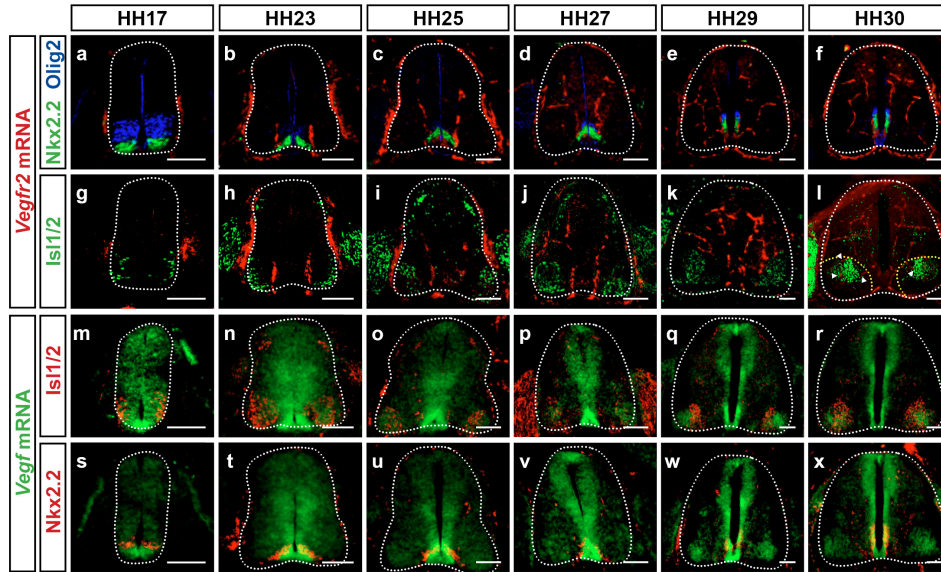 HH17 HH23 HH25 HH27 HH29 HH30
Vegfr2 mRNA
Nkx2.2 Olig2
a b c d e f
Isl1/2
g h i j k l
Vegf mRNA
Isl1/2
m n o p q r
Nkx2.2
s t u v w x